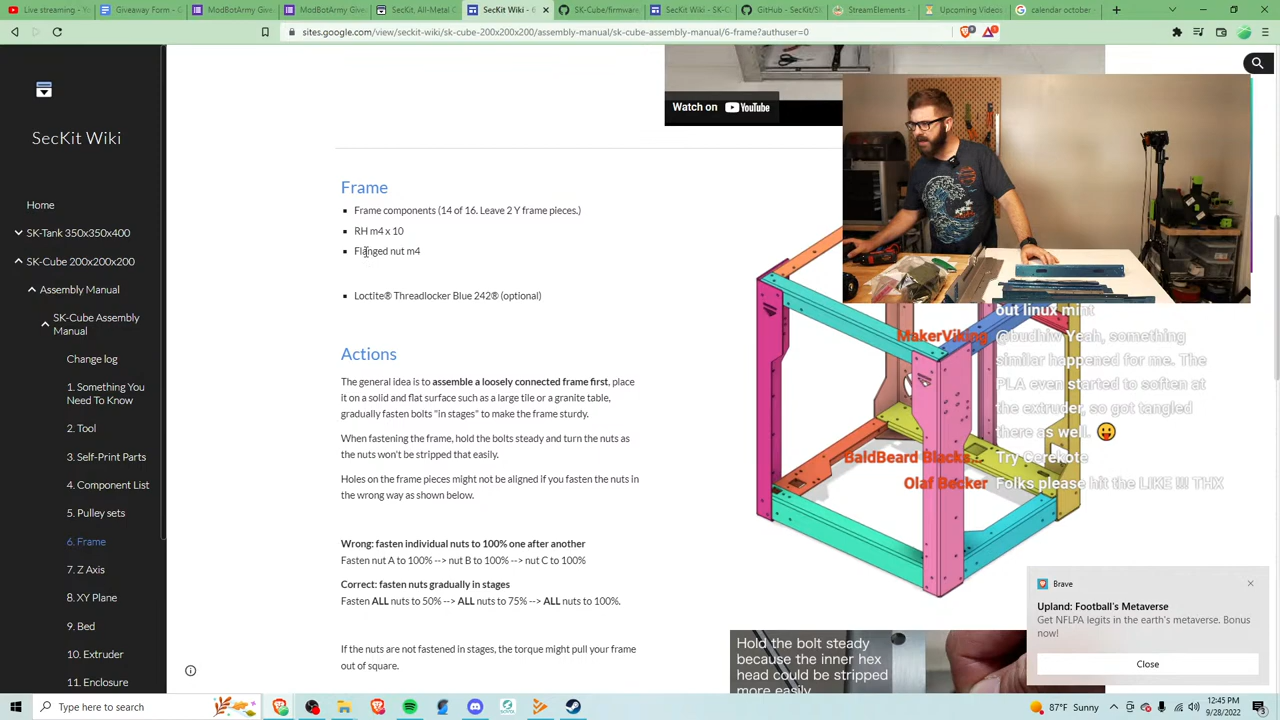 Live streaming - YouTube
Giveaway Form - G
ModBotArmy Giveaw
ModBotArmy Giveaw
SecKit, All-Metal C
SecKit Wiki - 6
SK-Cube/firmware
SecKit Wiki - SK-C
GitHub - SecKit/SK
StreamElements -
Upcoming Videos
calendar october -
sites.google.com/view/seckit-wiki/sk-cube-200x200x200/assembly-manual/sk-cube-assembly-manual/6-frame?authuser=0
SecKit Wiki
Home
SK-Tank 350x350x350
SK-Cube 200x200x200
Assembly Manual
SK-Cube Assembly
Manual
1. Something You
Need To Know
2. Tool
3. Specification
4. Component List
5. Pulley sets
6. Frame
7. Z Axis
8. XY Plane
9. Bed
10. Extruder
11. Enclosure
Watch on YouTube
Frame
Frame components (14 of 16. Leave 2 Y frame pieces.)
RH m4 x 10
Flanged nut m4
Loctite® Threadlocker Blue 242® (optional)
Actions
The general idea is to assemble a loosely connected frame first, place
it on a solid and flat surface such as a large tile or a granite table,
gradually fasten bolts "in stages" to make the frame sturdy.
When fastening the frame, hold the bolts steady and turn the nuts as
the nuts won't be stripped that easily.
Holes on the frame pieces might not be aligned if you fasten the nuts in
the wrong way as shown below.
Wrong: fasten individual nuts to 100% one after another
Fasten nut A to 100% --> nut B to 100% --> nut C to 100%
Correct: fasten nuts gradually in stages
Fasten ALL nuts to 50% --> ALL nuts to 75% --> ALL nuts to 100%.
If the nuts are not fastened in stages, the torque might pull your frame
out of square.
out linux mint
MakerViking @budhiw Yeah, something
similar happened for me. The
PLA even started to soften at
the extruder, so got tangled
there as well.
BaldBeard Blacks... Try Cerekote
Olaf Becker Folks please hit the LIKE !!! THX
Hold the bolt steady
because the inner hex
head could be stripped
more easily
Brave
Upland: Football's Metaverse
Get NFLPA legits in the earth's metaverse. Bonus
now!
Close
Type here to search
87°F Sunny
12:45 PM
9/28/2022